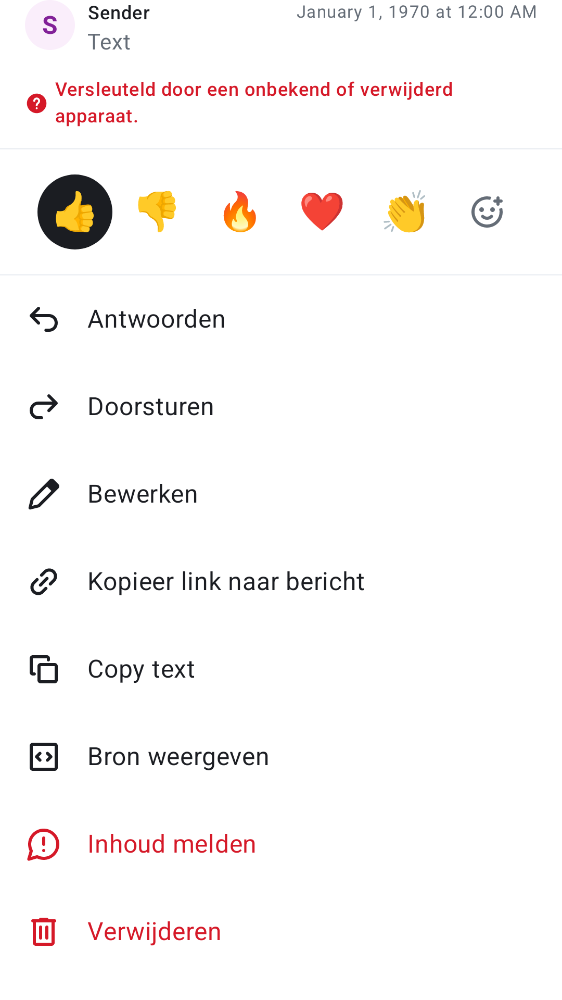 S
Sender
January 1, 1970 at 12:00 AM
Text
Versleuteld door een onbekend of verwijderd
apparaat.
Antwoorden
Doorsturen
Bewerken
Kopieer link naar bericht
Copy text
Bron weergeven
Inhoud melden
Verwijderen